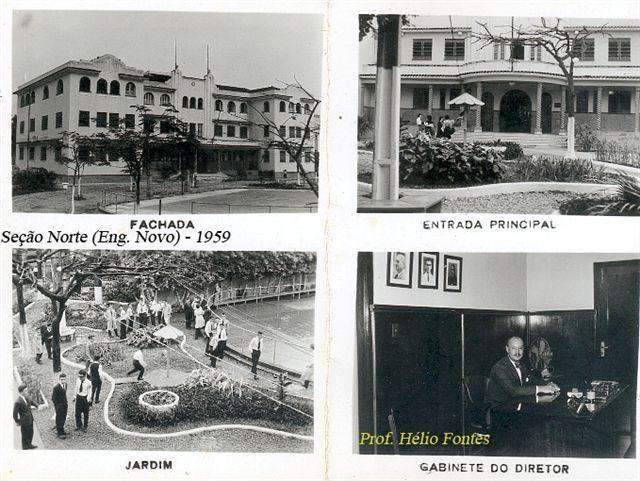 FACHADA
ENTRADA PRINCIPAL
Seção Norte (Eng. Novo) - 1959
Prof. Hélio Fontes
JARDIM
GABINETE DO DIRETOR